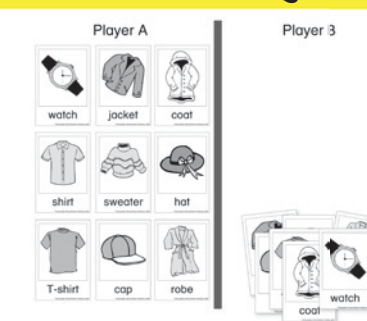 Player A
Player B
watch
jacket
coat
shirt
sweater
hat
T-shirt
cap
robe
coat
watch